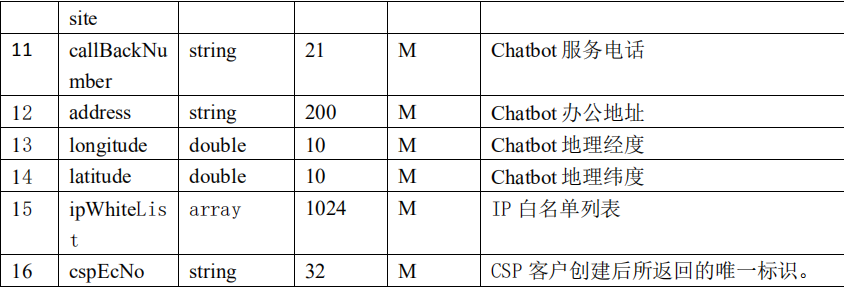 site
11 callBackNu string 21 M Chatbot 服务电话
mber
12 address string 200 M Chatbot 办公地址
13 longitude double 10 M Chatbot 地理经度
14 latitude double 10 M Chatbot 地理纬度
15 ipWhiteLis array 1024 M IP 白名单列表
t
16 cspEcNo string 32 M CSP 客户创建后所返回的唯一标识。